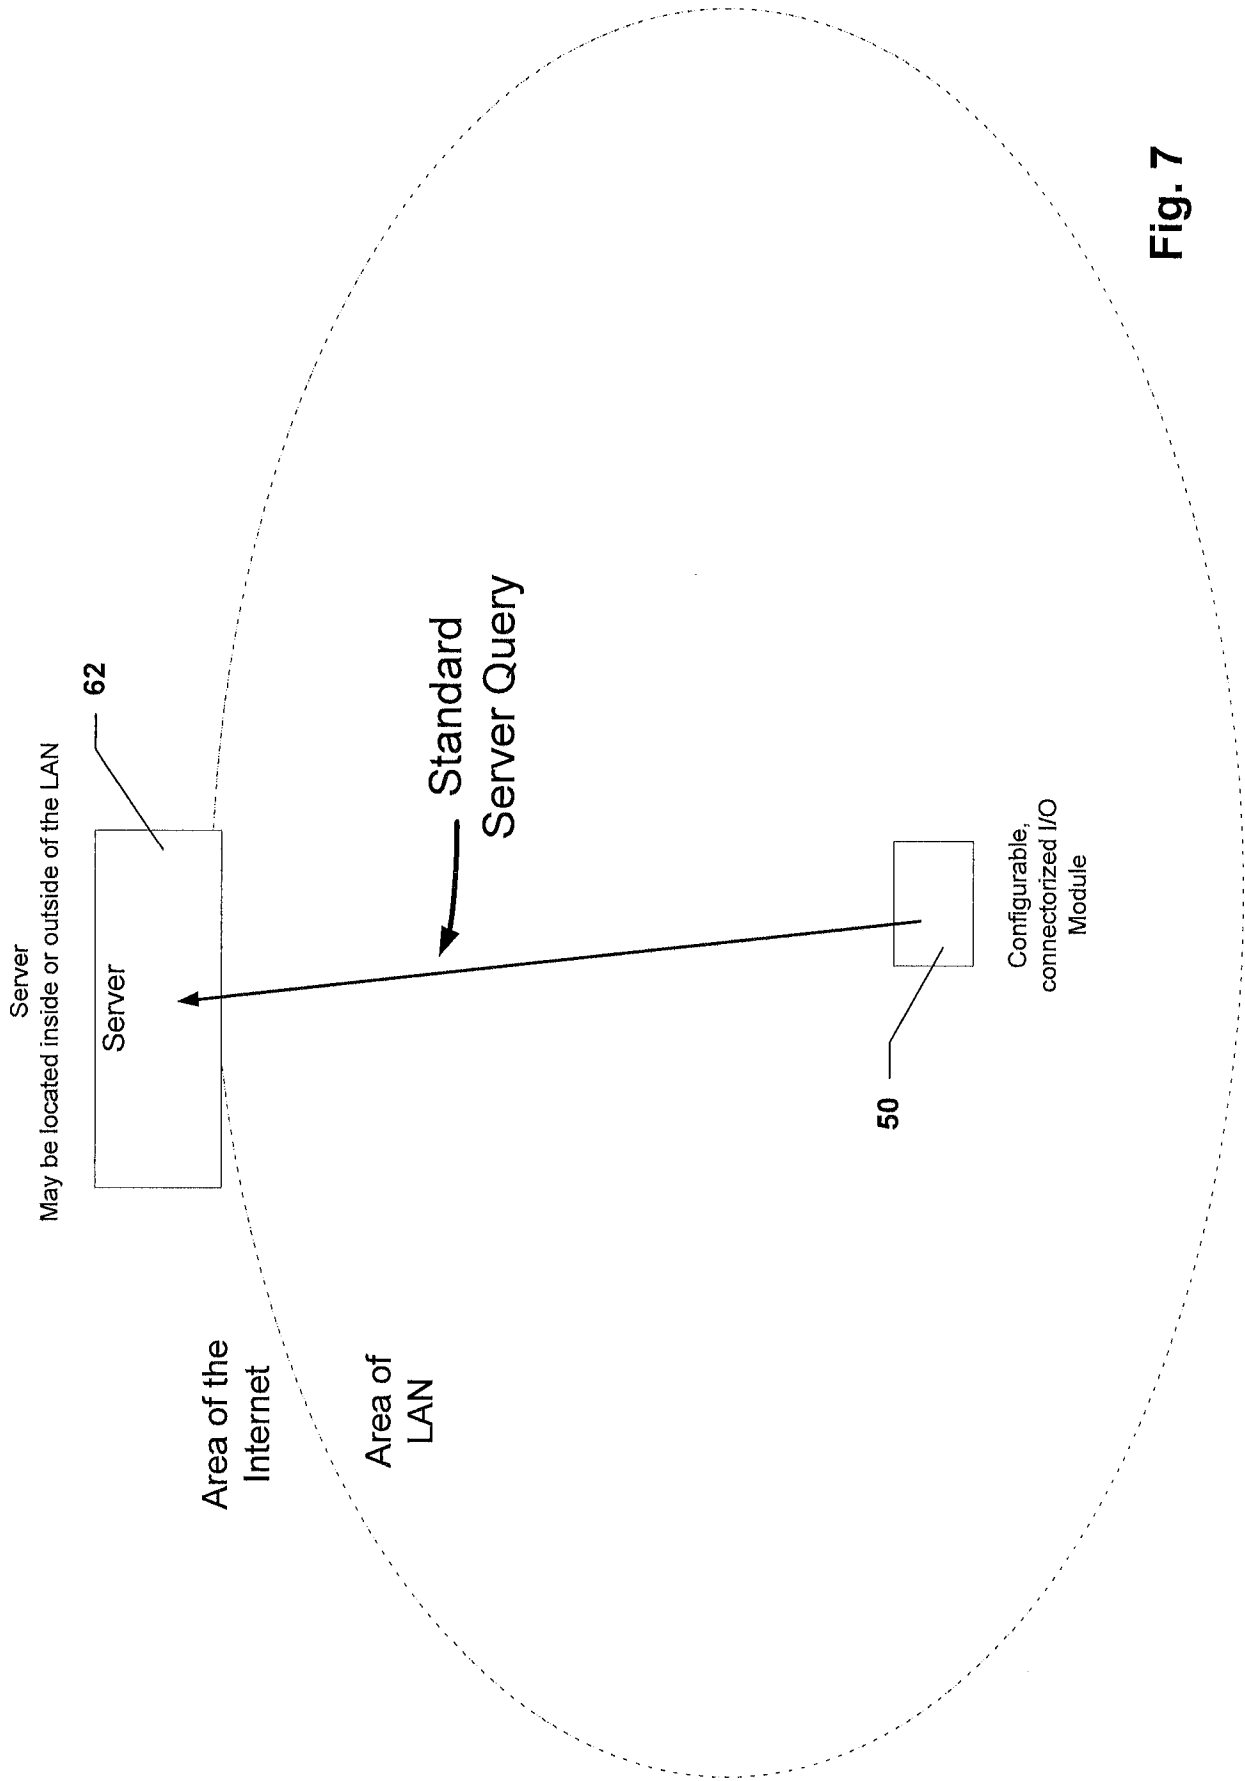 Server
May be located inside or outside of the LAN
62
Server
Area of the
Internet
Standard
Server Query
Area of
LAN
50
Configurable,
connectorized I/O
Module
Fig. 7